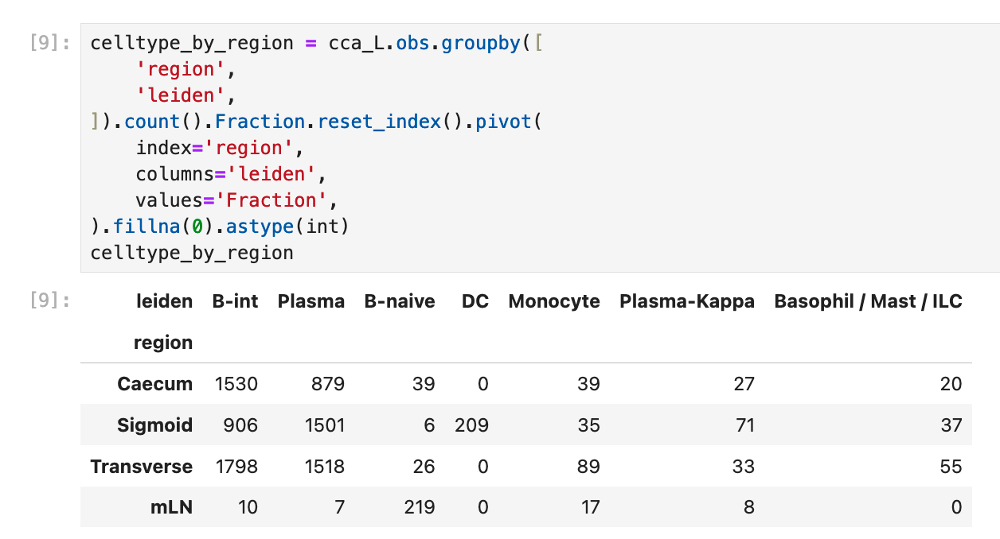 [9]: celltype_by_region = cca_L.obs.groupby([
    'region',
    'leiden',
]).count().Fraction.reset_index().pivot(
    index='region',
    columns='leiden',
    values='Fraction',
).fillna(0).astype(int)
celltype_by_region
[9]: leiden B-int Plasma B-naive DC Monocyte Plasma-Kappa Basophil / Mast / ILC
region
Caecum 1530 879 39 0 39 27 20
Sigmoid 906 1501 6 209 35 71 37
Transverse 1798 1518 26 0 89 33 55
mLN 10 7 219 0 17 8 0